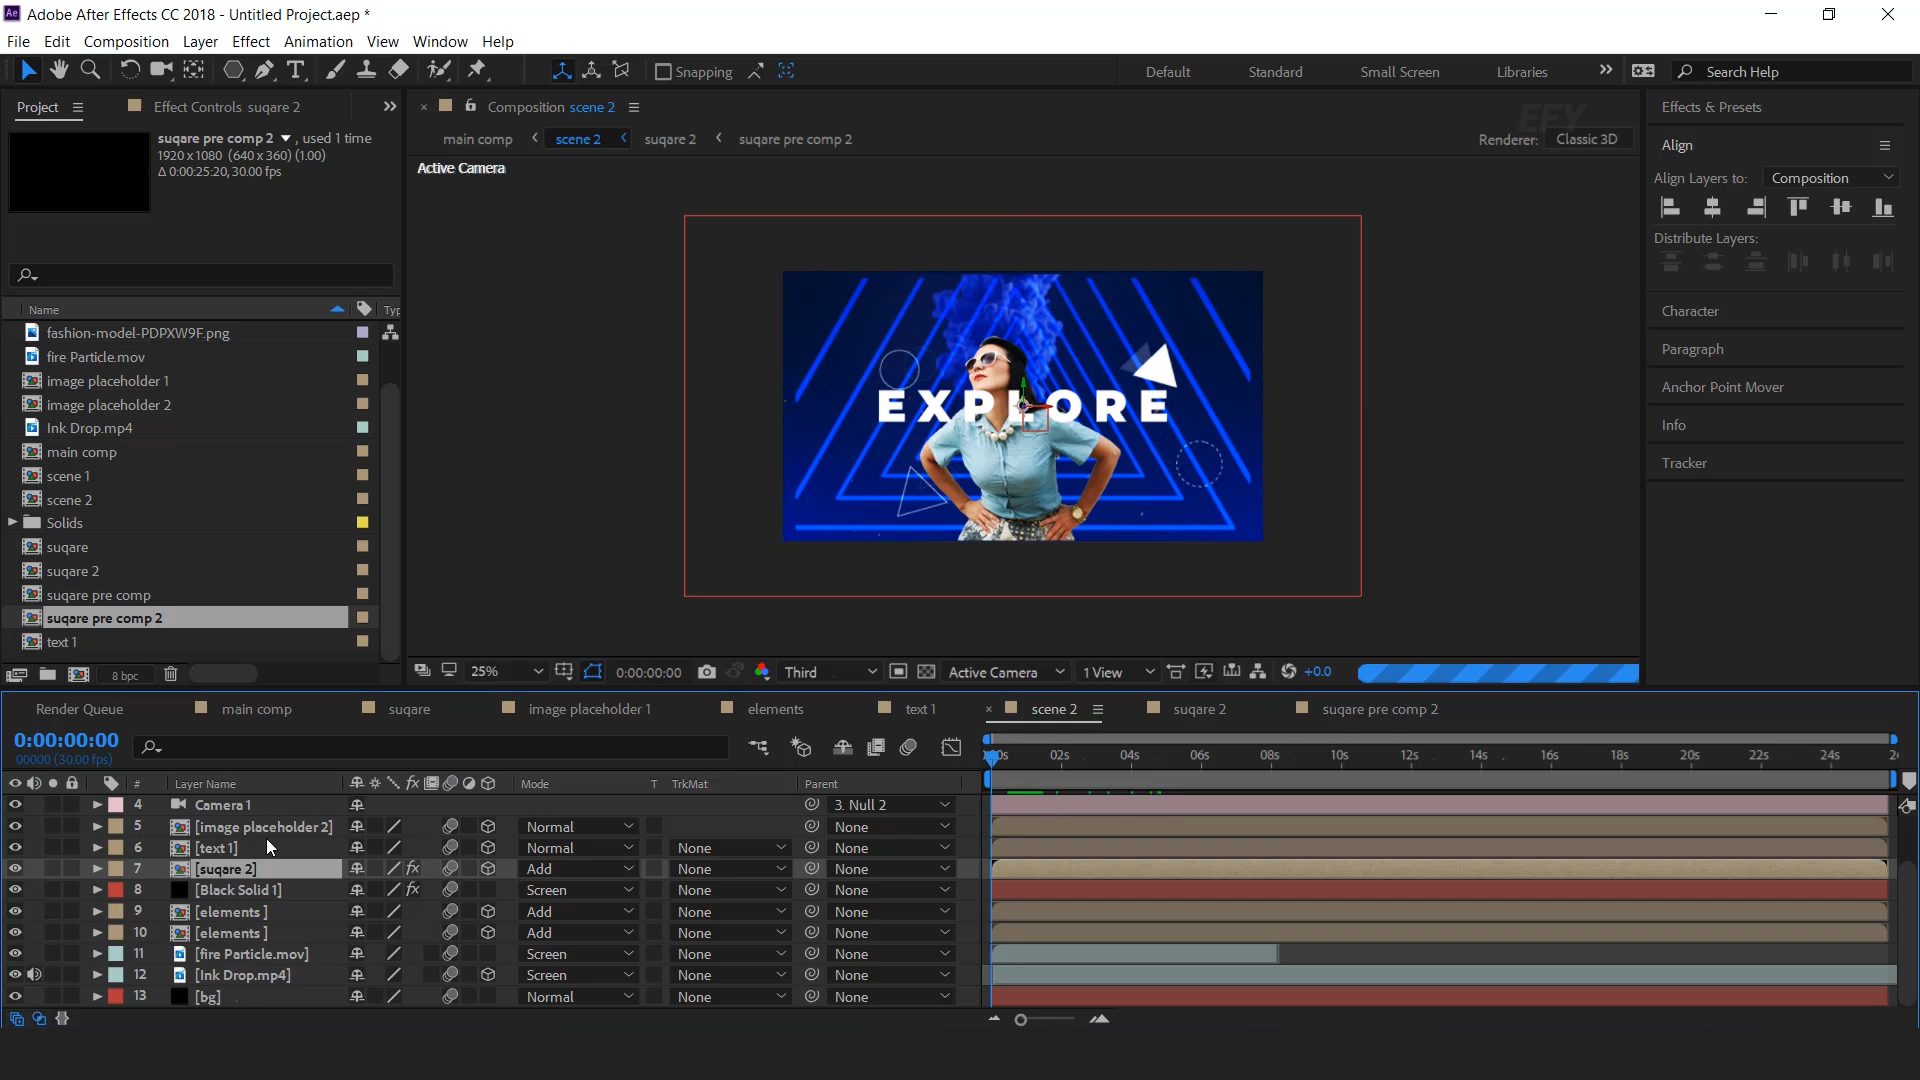 Adobe After Effects CC 2018 - Untitled Project.aep *
File Edit Composition Layer Effect Animation View Window Help
Snapping Default Standard Small Screen Libraries Search Help
Project Effect Controls suqare 2 Composition scene 2 Effects & Presets
EFY
main comp scene 2 suqare 2 suqare pre comp 2 Renderer: Classic 3D
suqare pre comp 2 , used 1 time
1920 x 1080 (640 x 360) (1.00)
Δ 0:00:25:20, 30.00 fps
Active Camera
Align
Align Layers to: Composition
Distribute Layers:
Name Typ
fashion-model-PDPXW9F.png
fire Particle.mov
image placeholder 1
image placeholder 2
Ink Drop.mp4
main comp
scene 1
scene 2
Solids
suqare
suqare 2
suqare pre comp
suqare pre comp 2
text 1
8 bpc
EXPLORE
Character
Paragraph
Anchor Point Mover
Info
Tracker
25% 0:00:00:00 Third Active Camera 1 View +0.0
Render Queue main comp suqare image placeholder 1 elements text 1 scene 2 suqare 2 suqare pre comp 2
0:00:00:00
00000 (30.00 fps)
02s 04s 06s 08s 10s 12s 14s 16s 18s 20s 22s 24s
# Layer Name Mode T TrkMat Parent
4 Camera 1 3. Null 2
5 [image placeholder 2] Normal None
6 [text 1] Normal None None
7 [suqare 2] Add None None
8 [Black Solid 1] Screen None None
9 [elements ] Add None None
10 [elements ] Add None None
11 [fire Particle.mov] Screen None None
12 [Ink Drop.mp4] Screen None None
13 [bg] Normal None None